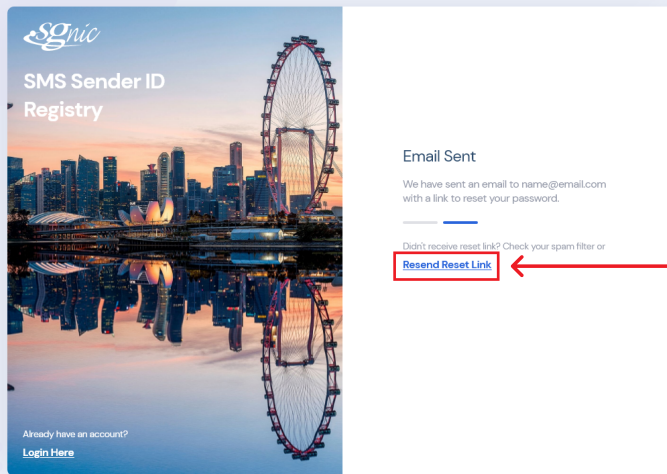 sgnic
SMS Sender ID
Registry
Email Sent
We have sent an email to name@email.com
with a link to reset your password.
Didn't receive reset link? Check your spam filter or
Resend Reset Link
Already have an account?
Login Here